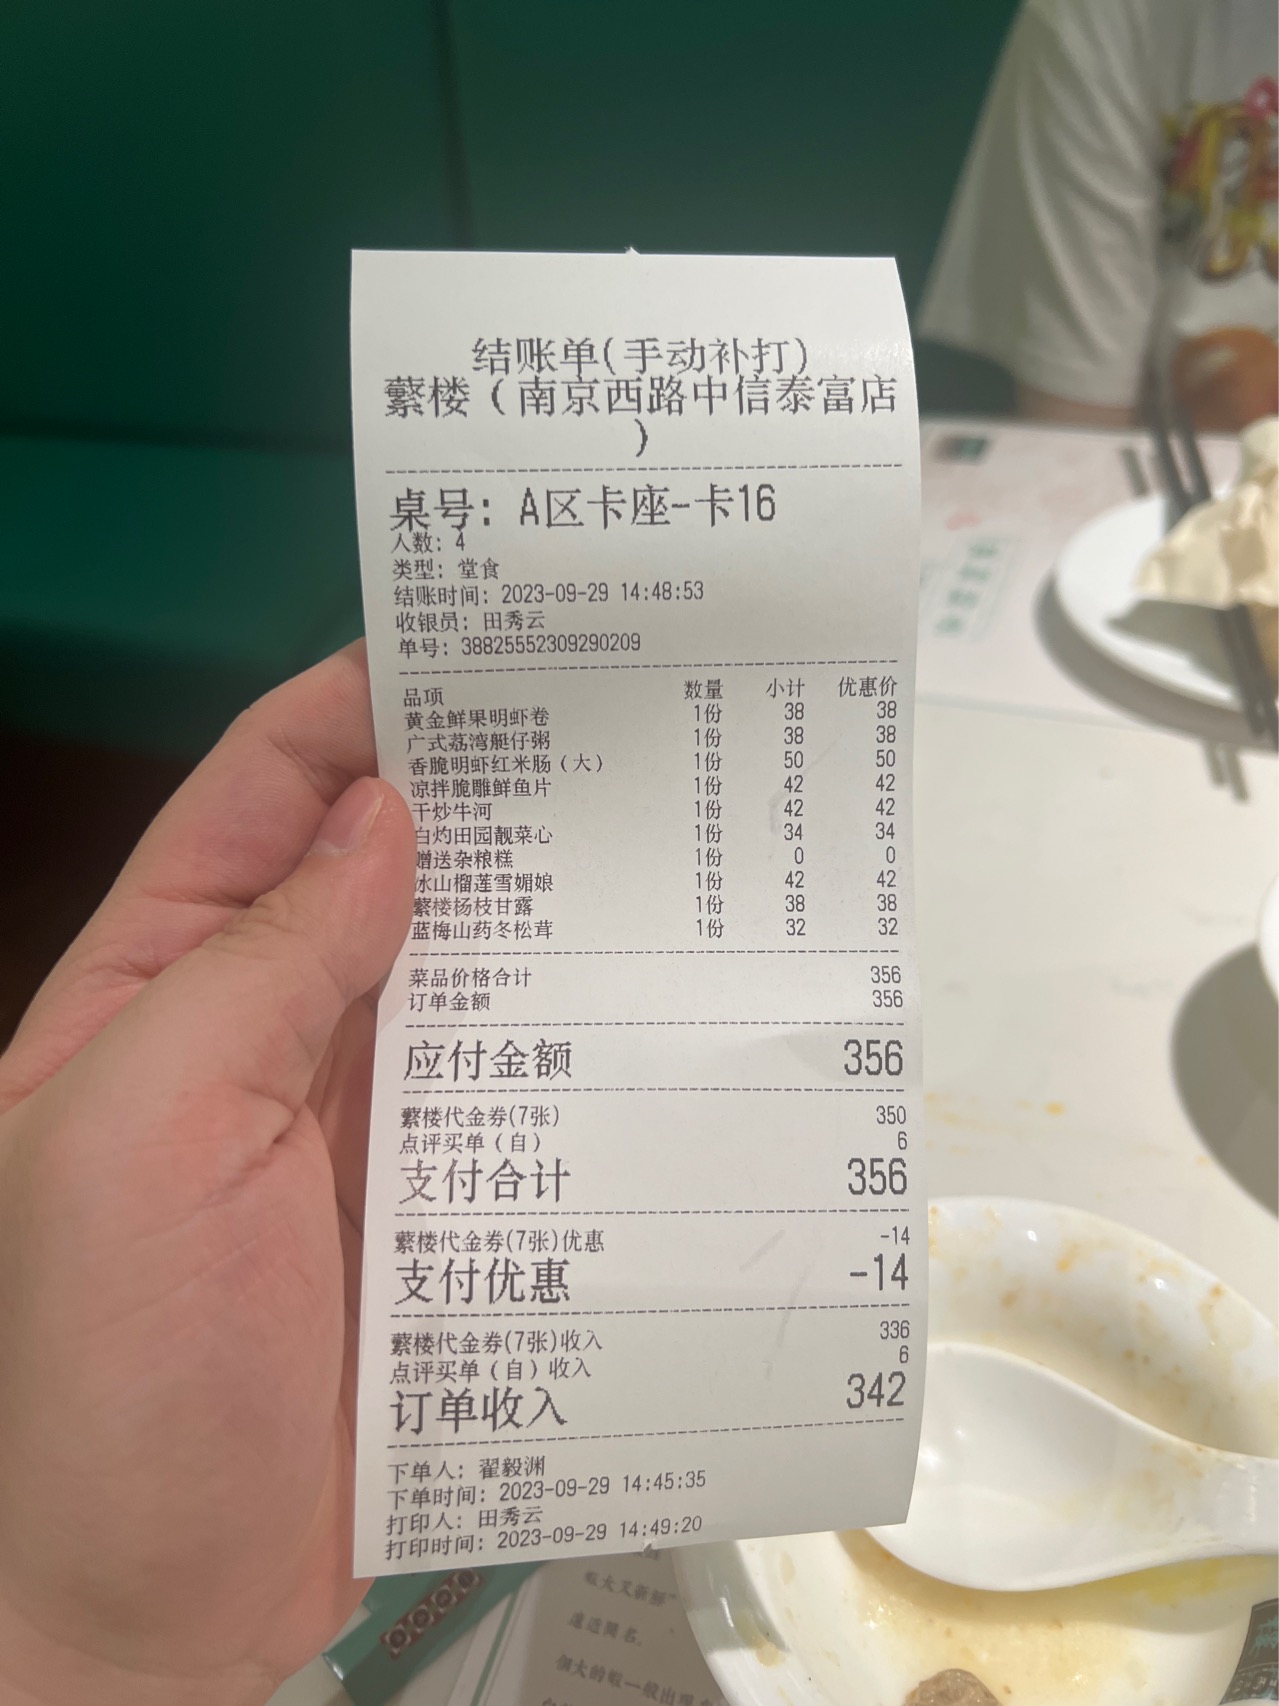 结账单(手动补打)
蘩楼（南京西路中信泰富店
）
桌号: A区卡座-卡16
人数: 4
类型: 堂食
结账时间: 2023-09-29 14:48:53
收银员: 田秀云
单号: 38825552309290209
品项 数量 小计 优惠价
黄金鲜果明虾卷 1份 38 38
广式荔湾艇仔粥 1份 38 38
香脆明虾红米肠（大） 1份 50 50
凉拌脆雕鲜鱼片 1份 42 42
干炒牛河 1份 42 42
白灼田园靓菜心 1份 34 34
赠送杂粮糕 1份 0 0
冰山榴莲雪媚娘 1份 42 42
蘩楼杨枝甘露 1份 38 38
蓝梅山药冬松茸 1份 32 32
菜品价格合计 356
订单金额 356
应付金额 356
蘩楼代金券(7张) 350
点评买单（自） 6
支付合计 356
蘩楼代金券(7张)优惠 -14
支付优惠 -14
蘩楼代金券(7张)收入 336
点评买单（自）收入 6
订单收入 342
下单人: 翟毅渊
下单时间: 2023-09-29 14:45:35
打印人: 田秀云
打印时间: 2023-09-29 14:49:20
虾大又新鲜
远近闻名。